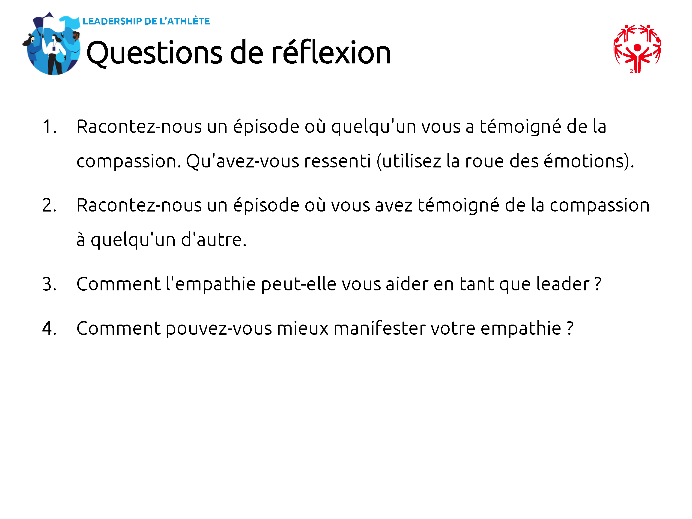 LEADERSHIP DE L'ATHLÈTE
Questions de réflexion
1. Racontez-nous un épisode où quelqu'un vous a témoigné de la
compassion. Qu'avez-vous ressenti (utilisez la roue des émotions).
2. Racontez-nous un épisode où vous avez témoigné de la compassion
à quelqu'un d'autre.
3. Comment l'empathie peut-elle vous aider en tant que leader ?
4. Comment pouvez-vous mieux manifester votre empathie ?